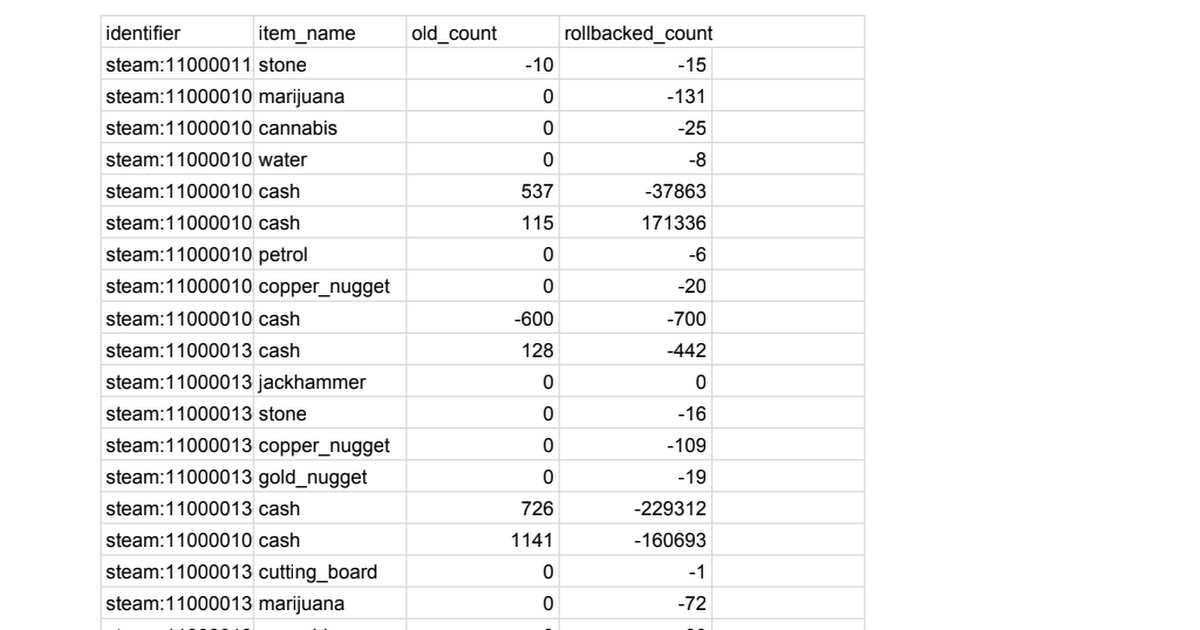 identifier item_name old_count rollbacked_count
steam:11000011 stone -10 -15
steam:11000010 marijuana 0 -131
steam:11000010 cannabis 0 -25
steam:11000010 water 0 -8
steam:11000010 cash 537 -37863
steam:11000010 cash 115 171336
steam:11000010 petrol 0 -6
steam:11000010 copper_nugget 0 -20
steam:11000010 cash -600 -700
steam:11000013 cash 128 -442
steam:11000013 jackhammer 0 0
steam:11000013 stone 0 -16
steam:11000013 copper_nugget 0 -109
steam:11000013 gold_nugget 0 -19
steam:11000013 cash 726 -229312
steam:11000010 cash 1141 -160693
steam:11000013 cutting_board 0 -1
steam:11000013 marijuana 0 -72